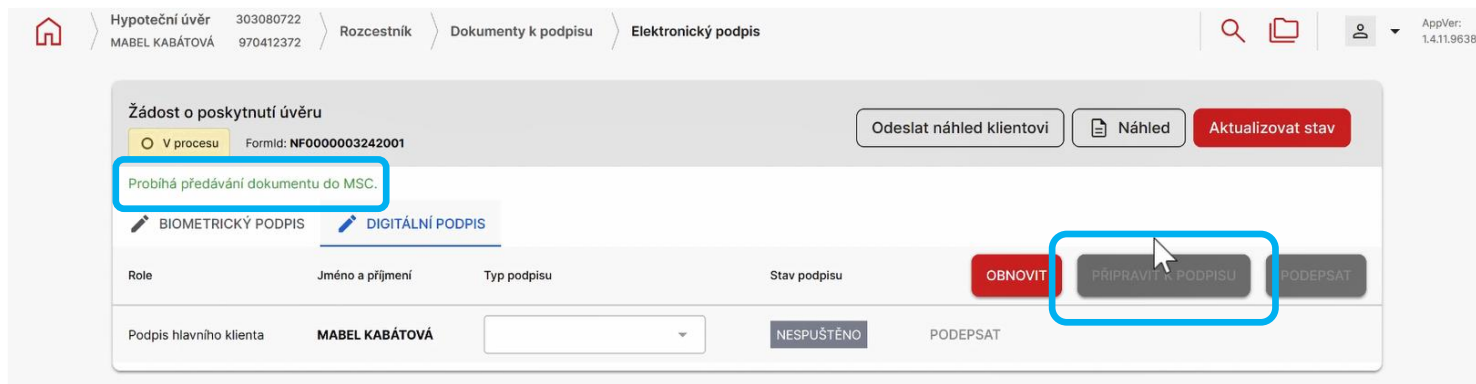 Hypoteční úvěr 303080722
MABEL KABÁTOVÁ 970412372
Rozcestník
Dokumenty k podpisu
Elektronický podpis
AppVer:
1.4.11.9638
Žádost o poskytnutí úvěru
V procesu FormId: NF0000003242001
Odeslat náhled klientovi
Náhled
Aktualizovat stav
Probíhá předávání dokumentu do MSC.
BIOMETRICKÝ PODPIS
DIGITÁLNÍ PODPIS
Role Jméno a příjmení Typ podpisu Stav podpisu
OBNOVIT
PŘIPRAVIT K PODPISU
PODEPSAT
Podpis hlavního klienta MABEL KABÁTOVÁ NESPUŠTĚNO PODEPSAT